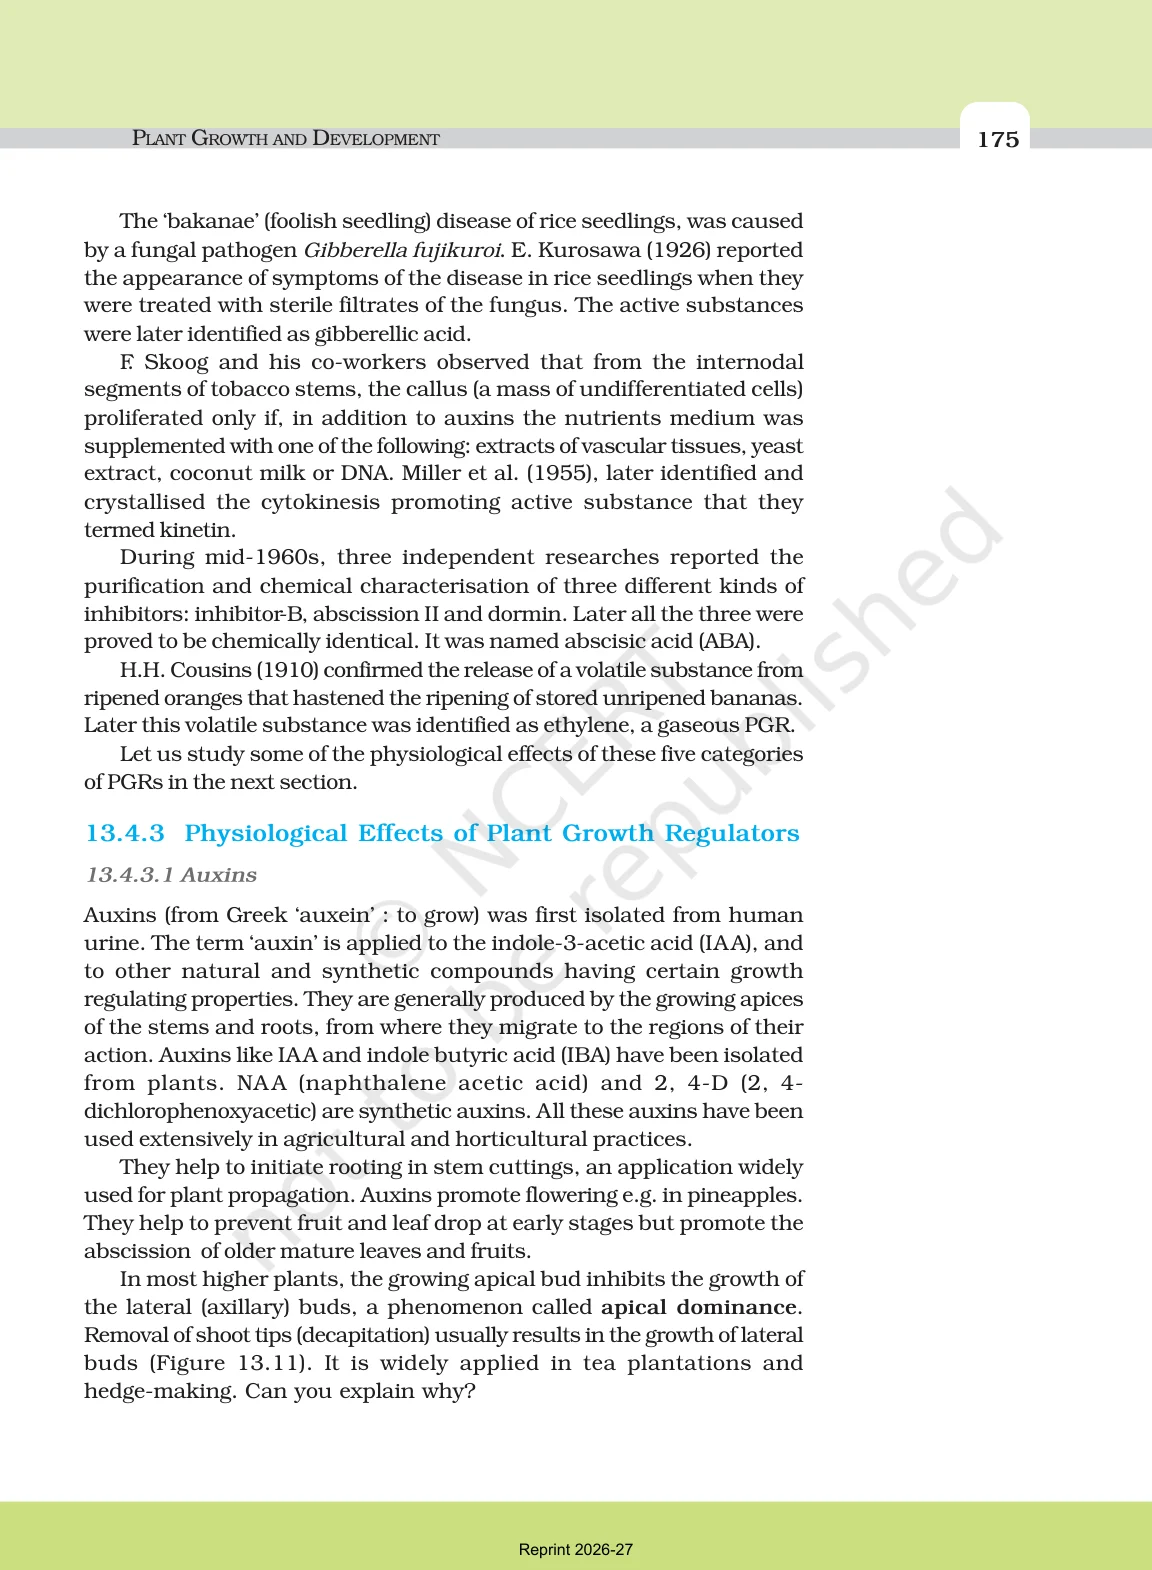 PLANT GROWTH AND DEVELOPMENT
175
The ‘bakanae’ (foolish seedling) disease of rice seedlings, was caused
by a fungal pathogen Gibberella fujikuroi. E. Kurosawa (1926) reported
the appearance of symptoms of the disease in rice seedlings when they
were treated with sterile filtrates of the fungus. The active substances
were later identified as gibberellic acid.
F. Skoog and his co-workers observed that from the internodal
segments of tobacco stems, the callus (a mass of undifferentiated cells)
proliferated only if, in addition to auxins the nutrients medium was
supplemented with one of the following: extracts of vascular tissues, yeast
extract, coconut milk or DNA. Miller et al. (1955), later identified and
crystallised the cytokinesis promoting active substance that they
termed kinetin.
During mid-1960s, three independent researches reported the
purification and chemical characterisation of three different kinds of
inhibitors: inhibitor-B, abscission II and dormin. Later all the three were
proved to be chemically identical. It was named abscisic acid (ABA).
H.H. Cousins (1910) confirmed the release of a volatile substance from
ripened oranges that hastened the ripening of stored unripened bananas.
Later this volatile substance was identified as ethylene, a gaseous PGR.
Let us study some of the physiological effects of these five categories
of PGRs in the next section.
13.4.3 Physiological Effects of Plant Growth Regulators
13.4.3.1 Auxins
Auxins (from Greek ‘auxein’ : to grow) was first isolated from human
urine. The term ‘auxin’ is applied to the indole-3-acetic acid (IAA), and
to other natural and synthetic compounds having certain growth
regulating properties. They are generally produced by the growing apices
of the stems and roots, from where they migrate to the regions of their
action. Auxins like IAA and indole butyric acid (IBA) have been isolated
from plants. NAA (naphthalene acetic acid) and 2, 4-D (2, 4-
dichlorophenoxyacetic) are synthetic auxins. All these auxins have been
used extensively in agricultural and horticultural practices.
They help to initiate rooting in stem cuttings, an application widely
used for plant propagation. Auxins promote flowering e.g. in pineapples.
They help to prevent fruit and leaf drop at early stages but promote the
abscission of older mature leaves and fruits.
In most higher plants, the growing apical bud inhibits the growth of
the lateral (axillary) buds, a phenomenon called apical dominance.
Removal of shoot tips (decapitation) usually results in the growth of lateral
buds (Figure 13.11). It is widely applied in tea plantations and
hedge-making. Can you explain why?
© NCERT
not to be republished
Reprint 2026-27